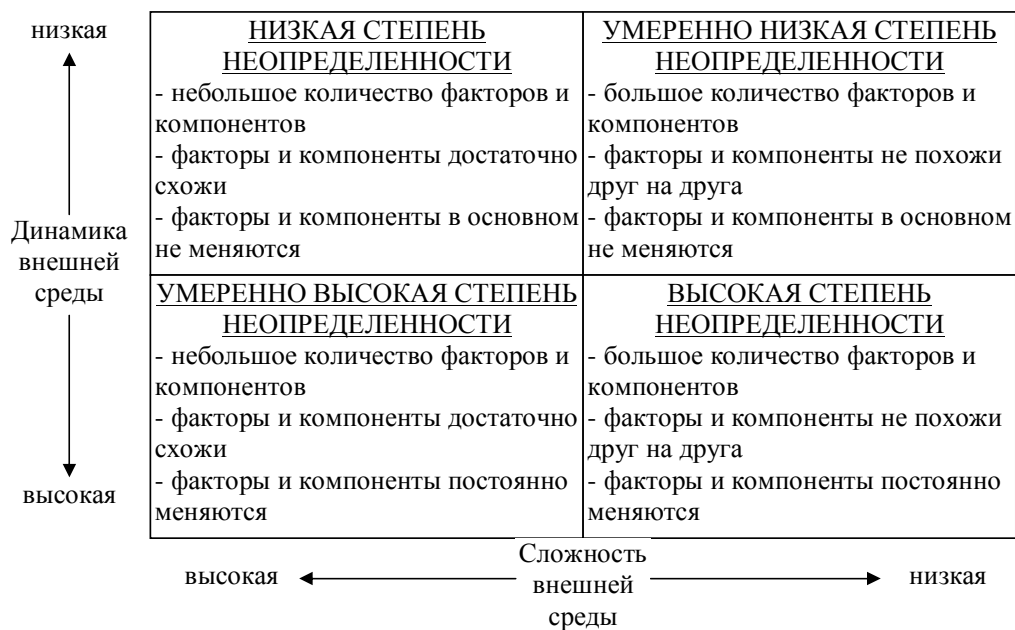 низкая
Динамика
внешней
среды
высокая
НИЗКАЯ СТЕПЕНЬ
НЕОПРЕДЕЛЕННОСТИ
- небольшое количество факторов и
компонентов
- факторы и компоненты достаточно
схожи
- факторы и компоненты в основном
не меняются
УМЕРЕННО НИЗКАЯ СТЕПЕНЬ
НЕОПРЕДЕЛЕННОСТИ
- большое количество факторов и
компонентов
- факторы и компоненты не похожи
друг на друга
- факторы и компоненты в основном
не меняются
УМЕРЕННО ВЫСОКАЯ СТЕПЕНЬ
НЕОПРЕДЕЛЕННОСТИ
- небольшое количество факторов и
компонентов
- факторы и компоненты достаточно
схожи
- факторы и компоненты постоянно
меняются
ВЫСОКАЯ СТЕПЕНЬ
НЕОПРЕДЕЛЕННОСТИ
- большое количество факторов и
компонентов
- факторы и компоненты не похожи
друг на друга
- факторы и компоненты постоянно
меняются
высокая
Сложность
внешней
среды
низкая